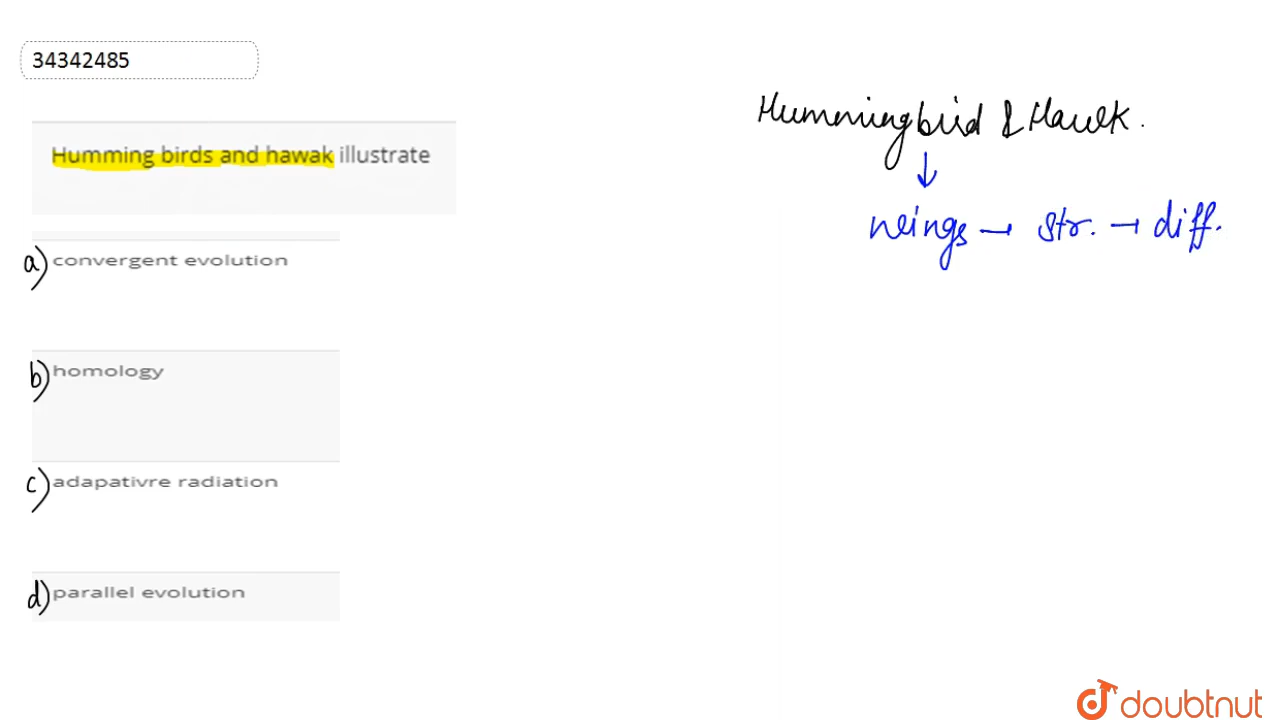 34342485
Humming birds and hawak illustrate
a) convergent evolution
b) homology
c) adapativre radiation
d) parallel evolution
Hummingbird & Hawk.
↓
wings → str. → diff.
doubtnut